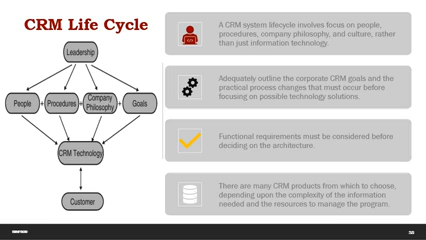 CRM Life Cycle
Leadership
People
+
Procedures
+
Company
Philosophy
+
Goals
CRM Technology
Customer
A CRM system lifecycle involves focus on people,
procedures, company philosophy, and culture, rather
than just information technology.
Adequately outline the corporate CRM goals and the
practical process changes that must occur before
focusing on possible technology solutions.
Functional requirements must be considered before
deciding on the architecture.
There are many CRM products from which to choose,
depending upon the complexity of the information
needed and the resources to manage the program.